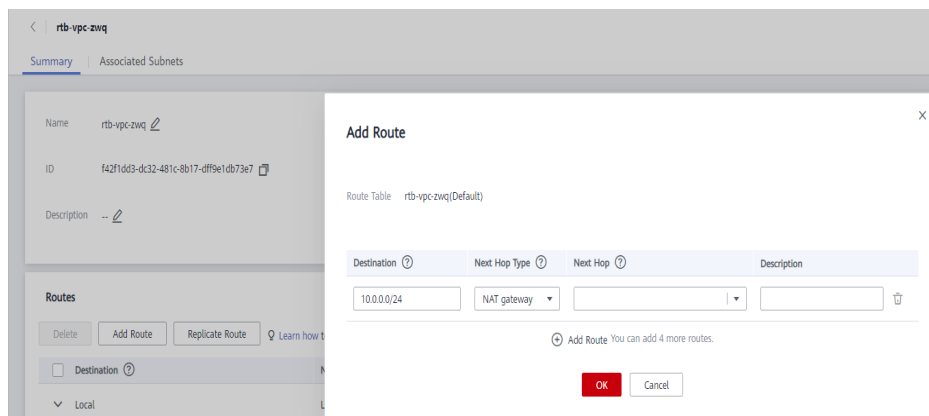 rtb-vpc-zwq
Summary Associated Subnets
Name rtb-vpc-zwq
ID f42f1dd3-dc32-481c-8b17-dff9e1db73e7
Description --
Routes
Delete Add Route Replicate Route Learn how t
Destination N
Local L
Add Route
Route Table rtb-vpc-zwq(Default)
Destination Next Hop Type Next Hop Description
10.0.0.0/24 NAT gateway
Add Route You can add 4 more routes.
OK Cancel